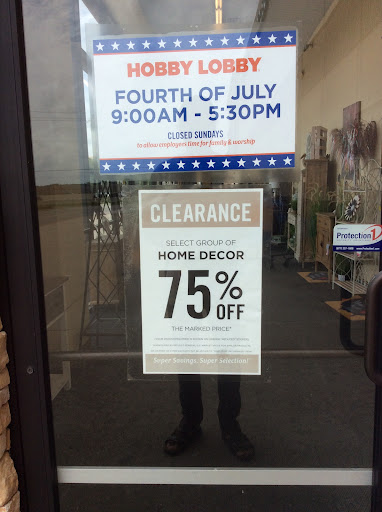 HOBBY LOBBY
FOURTH OF JULY
9:00AM - 5:30PM
CLOSED SUNDAYS
to allow employees time for family & worship
CLEARANCE
SELECT GROUP OF
HOME DECOR
75% OFF
THE MARKED PRICE*
Super Savings, Super Selection!
Protection 1